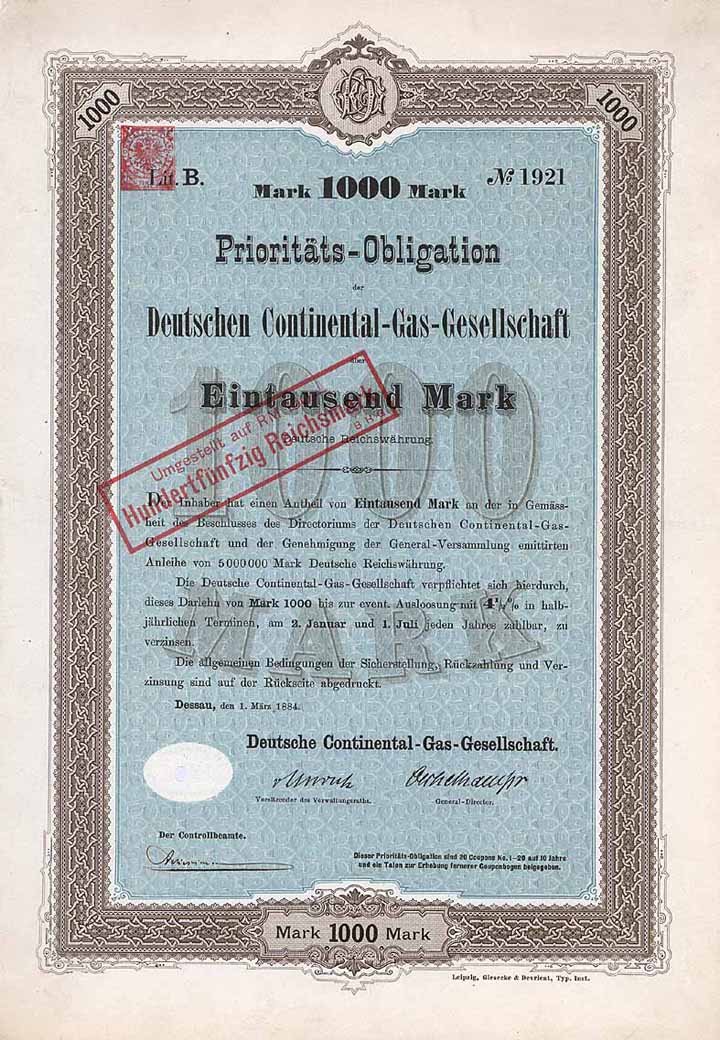 1000
1000
Lit. B.
№ 1921
Mark 1000 Mark
Prioritäts-Obligation
der
Deutschen Continental-Gas-Gesellschaft
über
Eintausend Mark
Deutsche Reichswährung.
1000
MARK
Umgestellt auf RM
Hundertfünfzig Reichsmark
Inhaber hat einen Antheil von Eintausend Mark an der in Gemäss-
heit des Beschlusses des Directoriums der Deutschen Continental-Gas-
Gesellschaft und der Genehmigung der General-Versammlung emittirten
Anleihe von 5000000 Mark Deutsche Reichswährung.
Die Deutsche Continental-Gas-Gesellschaft verpflichtet sich hierdurch,
dieses Darlehn von Mark 1000 bis zur event. Ausloosung mit 4½% in halb-
jährlichen Terminen, am 2. Januar und 1. Juli jeden Jahres zahlbar, zu
verzinsen.
Die allgemeinen Bedingungen der Sicherstellung, Rückzahlung und Ver-
zinsung sind auf der Rückseite abgedruckt.
Dessau, den 1. März 1884.
Deutsche Continental-Gas-Gesellschaft.
Vorsitzender des Verwaltungsraths.
General-Director.
Der Controllbeamte.
Dieser Prioritäts-Obligation sind 20 Coupons No. 1-20 auf 10 Jahre
und ein Talon zur Erhebung fernerer Couponbogen beigegeben.
Mark 1000 Mark
Leipzig, Giesecke & Devrient, Typ. Inst.